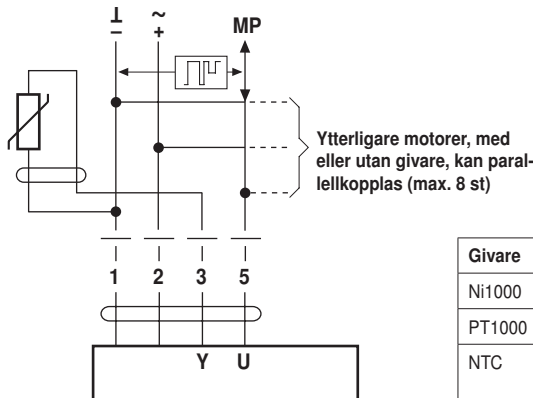 ⊥ ~
– + MP
Ytterligare motorer, med
eller utan givare, kan paral-
lellkopplas (max. 8 st)
1 2 3 5
Y U
Givare
Ni1000
PT1000
NTC